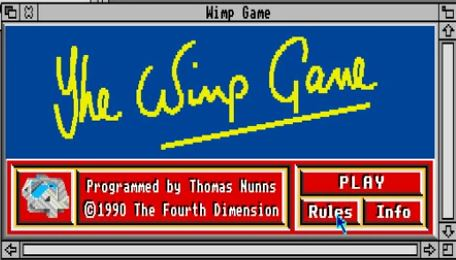 Wimp Game
The Wimp Game
Programmed by Thomas Nunns
©1990 The Fourth Dimension
PLAY
Rules Info